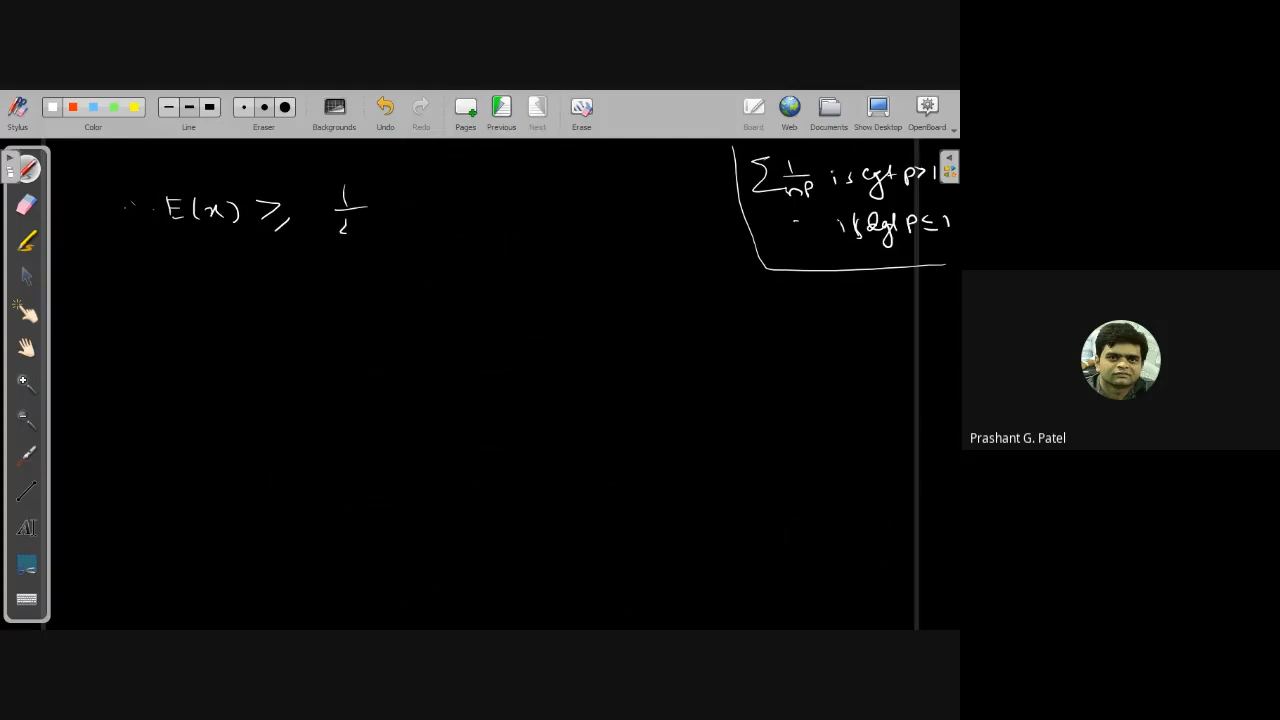 Stylus
Color
Line
Eraser
Backgrounds
Undo
Redo
Pages
Previous
Next
Erase
Board
Web
Documents
Show Desktop
OpenBoard
∴ E(x) ⩾ 1/2
∑ 1/n^p is cgt p>1
" is dgt p≤1
Prashant G. Patel